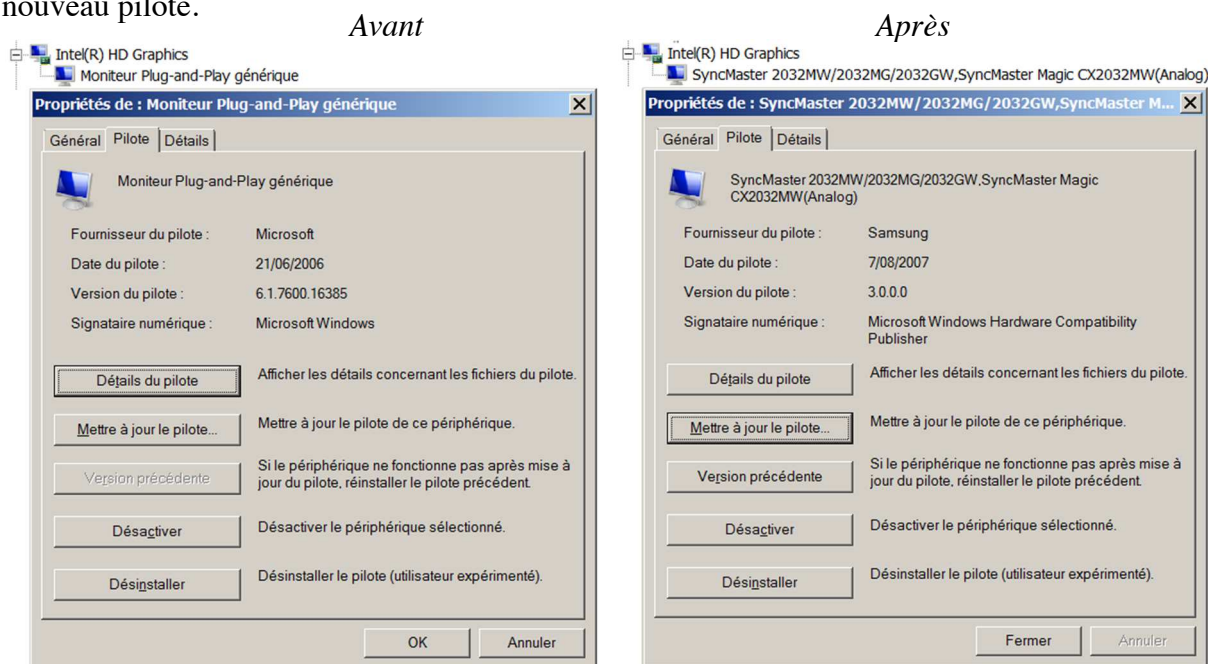 nouveau pilote.
Avant
Intel(R) HD Graphics
Moniteur Plug-and-Play générique
Propriétés de : Moniteur Plug-and-Play générique
Général Pilote Détails
Moniteur Plug-and-Play générique
Fournisseur du pilote : Microsoft
Date du pilote : 21/06/2006
Version du pilote : 6.1.7600.16385
Signataire numérique : Microsoft Windows
Détails du pilote Afficher les détails concernant les fichiers du pilote.
Mettre à jour le pilote... Mettre à jour le pilote de ce périphérique.
Version précédente Si le périphérique ne fonctionne pas après mise à
jour du pilote, réinstaller le pilote précédent.
Désactiver Désactiver le périphérique sélectionné.
Désinstaller Désinstaller le pilote (utilisateur expérimenté).
OK Annuler
Après
Intel(R) HD Graphics
SyncMaster 2032MW/2032MG/2032GW,SyncMaster Magic CX2032MW(Analog)
Propriétés de : SyncMaster 2032MW/2032MG/2032GW,SyncMaster M...
Général Pilote Détails
SyncMaster 2032MW/2032MG/2032GW,SyncMaster Magic
CX2032MW(Analog)
Fournisseur du pilote : Samsung
Date du pilote : 7/08/2007
Version du pilote : 3.0.0.0
Signataire numérique : Microsoft Windows Hardware Compatibility
Publisher
Détails du pilote Afficher les détails concernant les fichiers du pilote.
Mettre à jour le pilote... Mettre à jour le pilote de ce périphérique.
Version précédente Si le périphérique ne fonctionne pas après mise à
jour du pilote, réinstaller le pilote précédent.
Désactiver Désactiver le périphérique sélectionné.
Désinstaller Désinstaller le pilote (utilisateur expérimenté).
Fermer Annuler